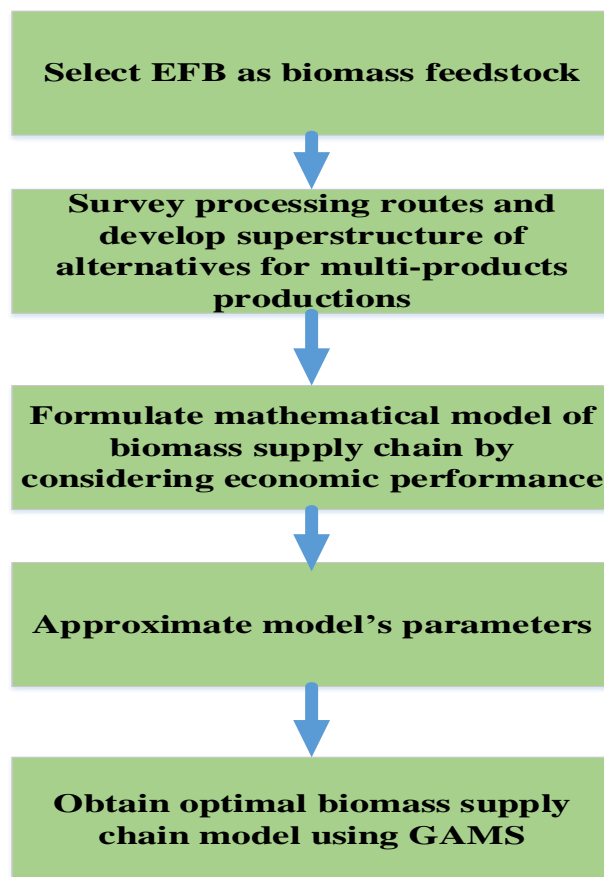 Select EFB as biomass feedstock
Survey processing routes and
develop superstructure of
alternatives for multi-products
productions
Formulate mathematical model of
biomass supply chain by
considering economic performance
Approximate model’s parameters
Obtain optimal biomass supply
chain model using GAMS